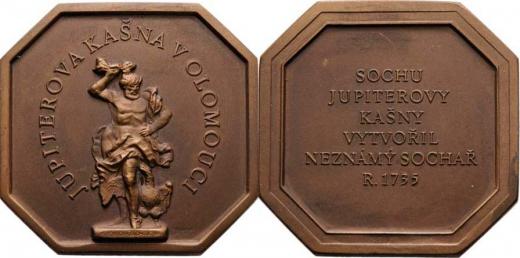 JUPITEROVA KAŠNA V OLOMOUCI
SOCHU
JUPITEROVY
KAŠNY
VYTVOŘIL
NEZNÁMÝ SOCHAŘ
R. 1735